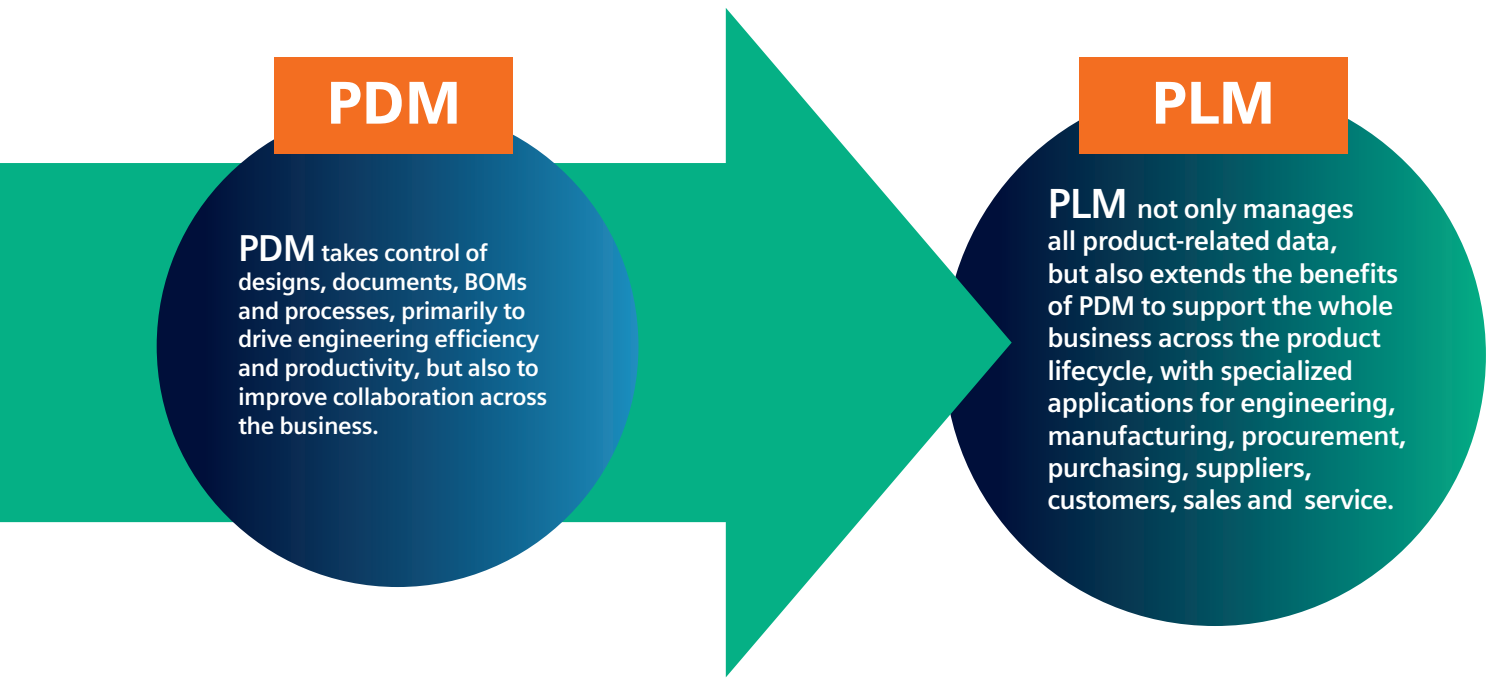 PDM
PDM takes control of
designs, documents, BOMs
and processes, primarily to
drive engineering efficiency
and productivity, but also to
improve collaboration across
the business.
PLM
PLM not only manages
all product-related data,
but also extends the benefits
of PDM to support the whole
business across the product
lifecycle, with specialized
applications for engineering,
manufacturing, procurement,
purchasing, suppliers,
customers, sales and service.